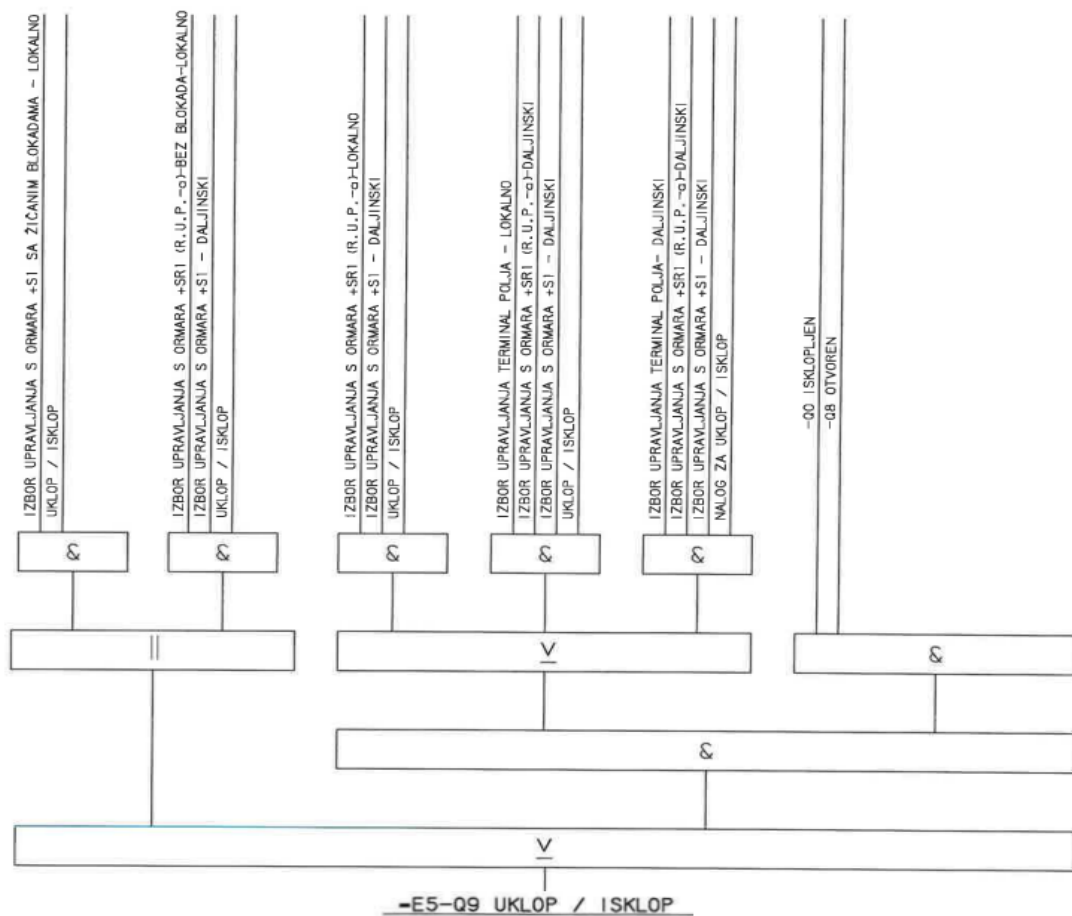 IZBOR UPRAVLJANJA S ORMARA +S1 SA ŽIČANIM BLOKADAMA - LOKALNO
UKLOP / ISKLOP
IZBOR UPRAVLJANJA S ORMARA +SR1 (R.U.P.-a)-BEZ BLOKADA-LOKALNO
IZBOR UPRAVLJANJA S ORMARA +S1 - DALJINSKI
UKLOP / ISKLOP
IZBOR UPRAVLJANJA S ORMARA +SR1 (R.U.P.-a)-LOKALNO
IZBOR UPRAVLJANJA S ORMARA +S1 - DALJINSKI
UKLOP / ISKLOP
IZBOR UPRAVLJANJA TERMINAL POLJA - LOKALNO
IZBOR UPRAVLJANJA S ORMARA +SR1 (R.U.P.-a)-DALJINSKI
IZBOR UPRAVLJANJA S ORMARA +S1 - DALJINSKI
UKLOP / ISKLOP
IZBOR UPRAVLJANJA TERMINAL POLJA- DALJINSKI
IZBOR UPRAVLJANJA S ORMARA +SR1 (R.U.P.-a)-DALJINSKI
IZBOR UPRAVLJANJA S ORMARA +S1 - DALJINSKI
NALOG ZA UKLOP / ISKLOP
-Q0 ISKLOPLJEN
-Q8 OTVOREN
&
&
&
&
&
||
V
&
&
V
-E5-Q9 UKLOP / ISKLOP